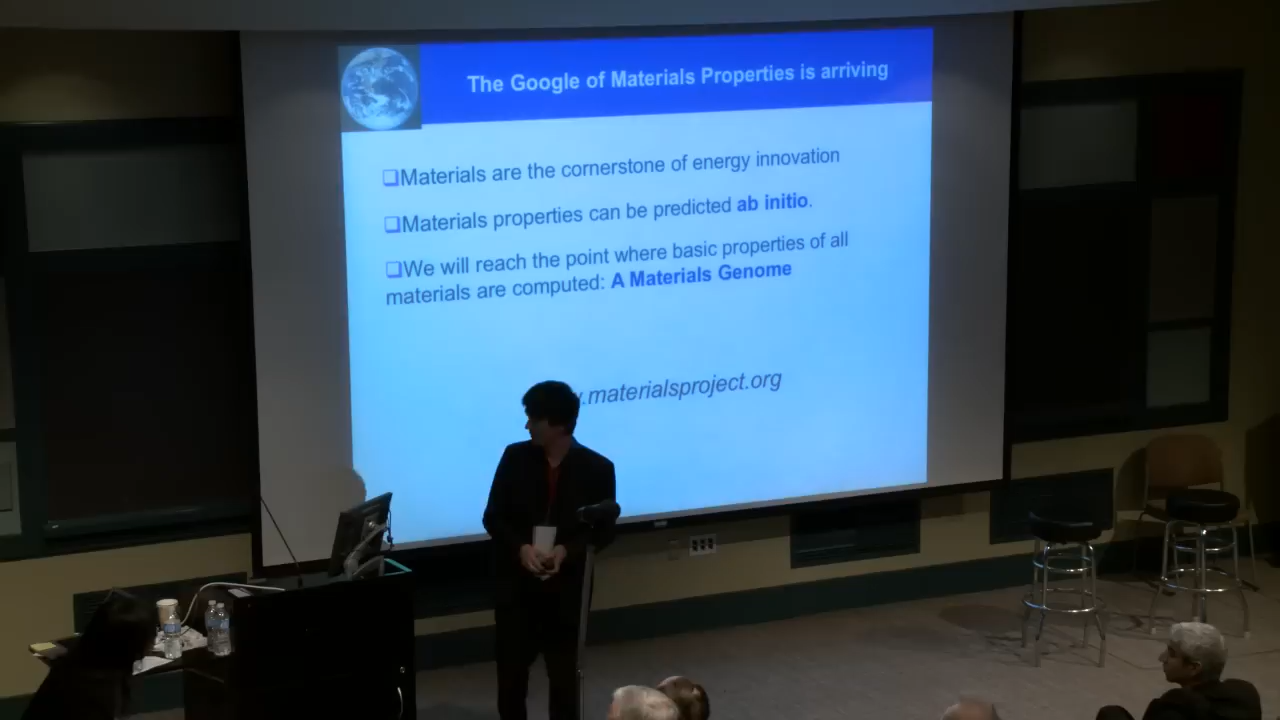 The Google of Materials Properties is arriving
❑Materials are the cornerstone of energy innovation
❑Materials properties can be predicted ab initio.
❑We will reach the point where basic properties of all
materials are computed: A Materials Genome
.materialsproject.org